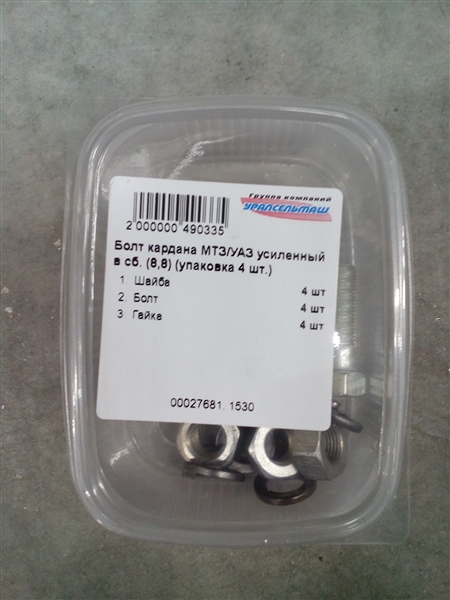 Группа компаний
УРАЛСЕЛЬМАШ
2 000000 490335
Болт кардана МТЗ/УАЗ усиленный
в сб. (8,8) (упаковка 4 шт.)
1 Шайба 4 шт
2. Болт 4 шт
3 Гайка 4 шт
00027681, 1530